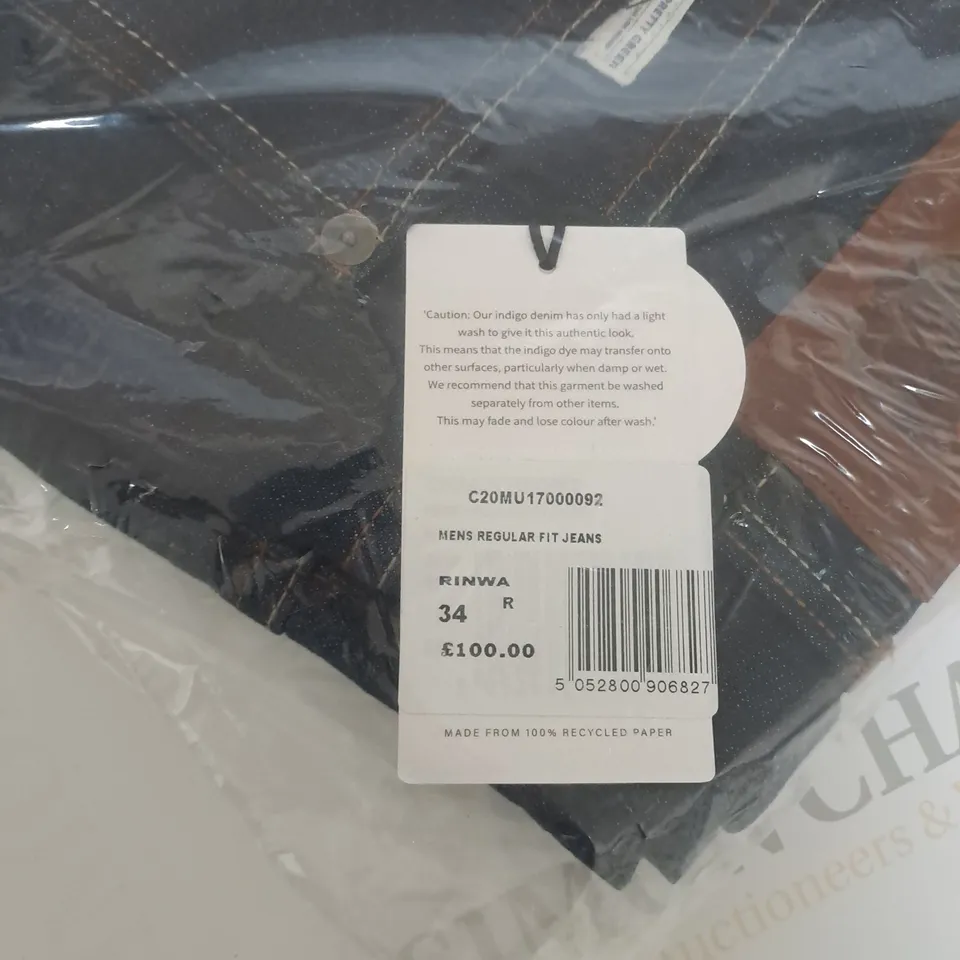 PRETTY GREEN
'Caution: Our indigo denim has only had a light
wash to give it this authentic look.
This means that the indigo dye may transfer onto
other surfaces, particularly when damp or wet.
We recommend that this garment be washed
separately from other items.
This may fade and lose colour after wash.'
C20MU17000092
MENS REGULAR FIT JEANS
RINWA
34 R
£100.00
5 052800 906827
MADE FROM 100% RECYCLED PAPER